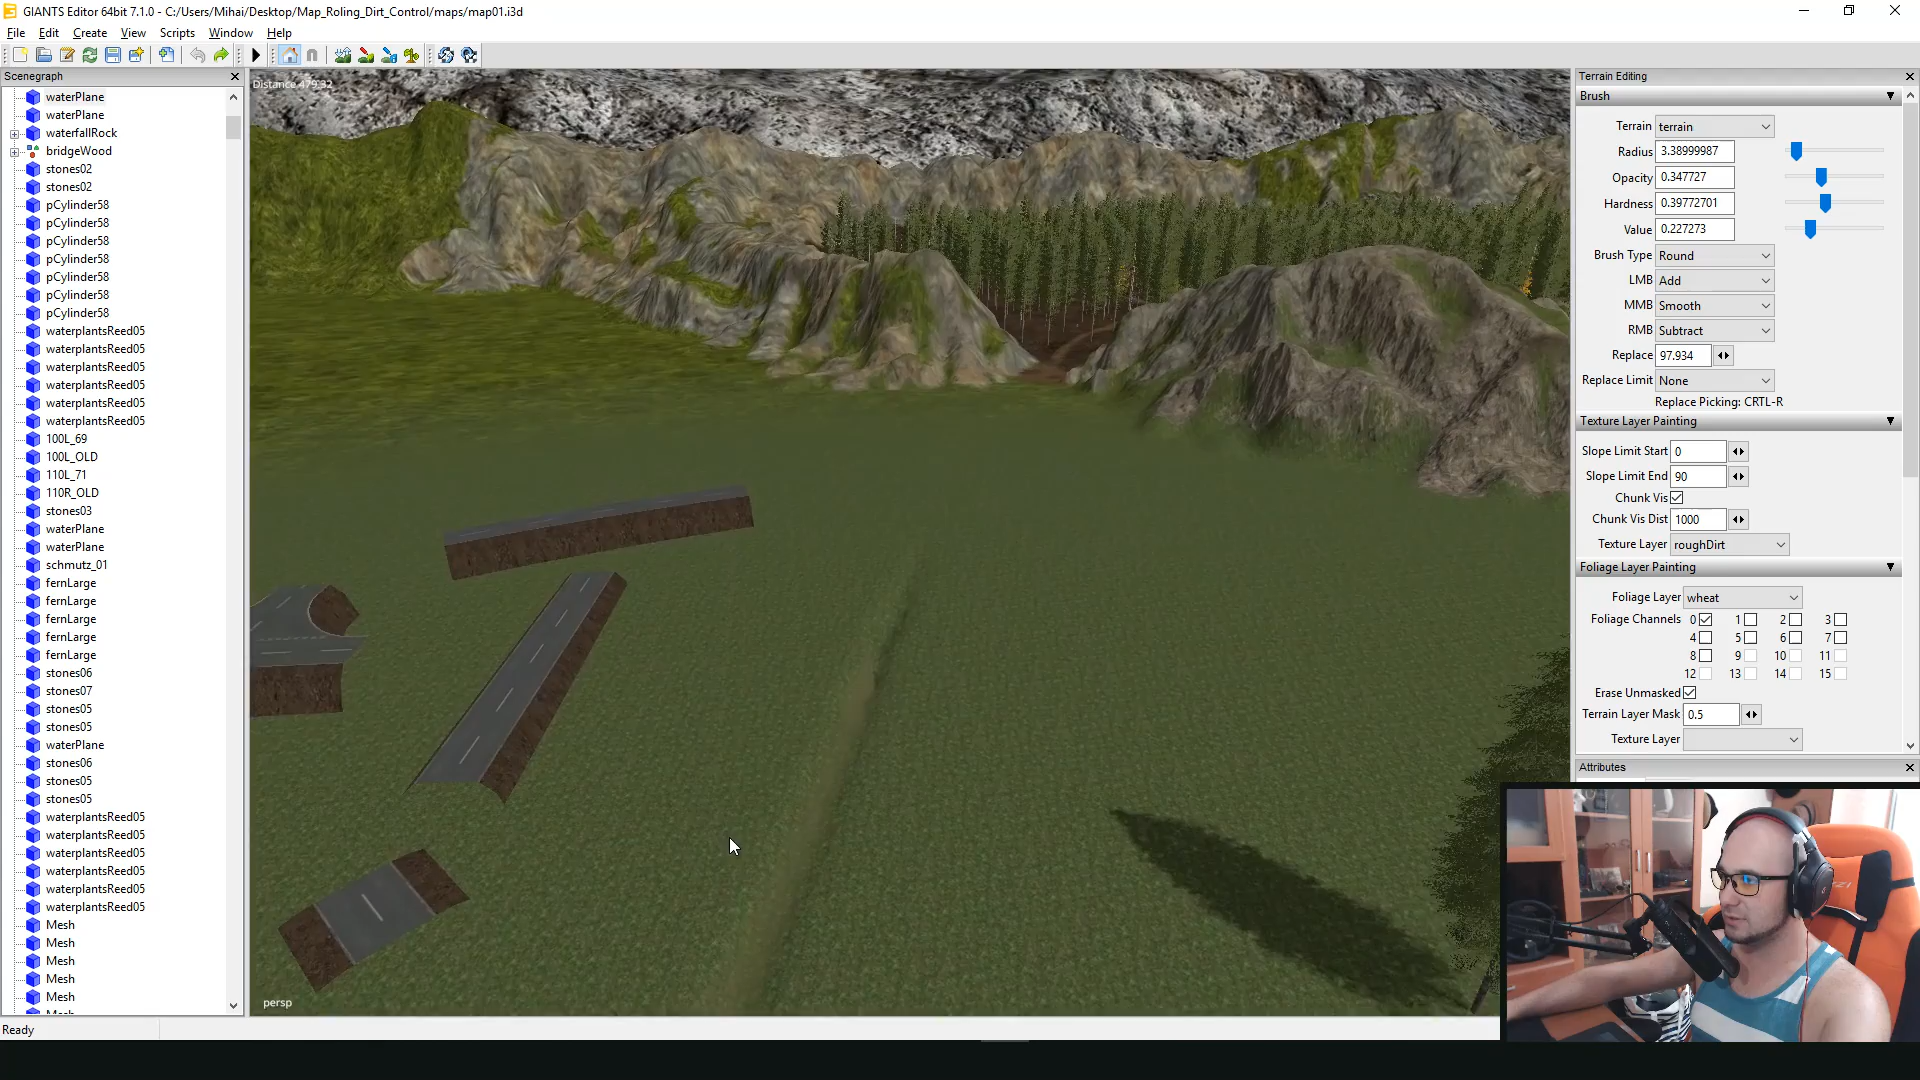 GIANTS Editor 64bit 7.1.0 - C:/Users/Mihai/Desktop/Map_Roling_Dirt_Control/maps/map01.i3d
File Edit Create View Scripts Window Help
Scenegraph
waterPlane
waterPlane
waterfallRock
bridgeWood
stones02
stones02
pCylinder58
pCylinder58
pCylinder58
pCylinder58
pCylinder58
pCylinder58
pCylinder58
waterplantsReed05
waterplantsReed05
waterplantsReed05
waterplantsReed05
waterplantsReed05
waterplantsReed05
100L_69
100L_OLD
110L_71
110R_OLD
stones03
waterPlane
waterPlane
schmutz_01
fernLarge
fernLarge
fernLarge
fernLarge
fernLarge
stones06
stones07
stones05
stones05
waterPlane
stones06
stones05
stones05
waterplantsReed05
waterplantsReed05
waterplantsReed05
waterplantsReed05
waterplantsReed05
waterplantsReed05
Mesh
Mesh
Mesh
Mesh
Mesh
Mesh
Ready
Distance 479.32
persp
Terrain Editing
Brush
Terrain terrain
Radius 3.38999987
Opacity 0.347727
Hardness 0.39772701
Value 0.227273
Brush Type Round
LMB Add
MMB Smooth
RMB Subtract
Replace 97.934
Replace Limit None
Replace Picking: CRTL-R
Texture Layer Painting
Slope Limit Start 0
Slope Limit End 90
Chunk Vis
Chunk Vis Dist 1000
Texture Layer roughDirt
Foliage Layer Painting
Foliage Layer wheat
Foliage Channels 0 1 2 3
4 5 6 7
8 9 10 11
12 13 14 15
Erase Unmasked
Terrain Layer Mask 0.5
Texture Layer
Attributes